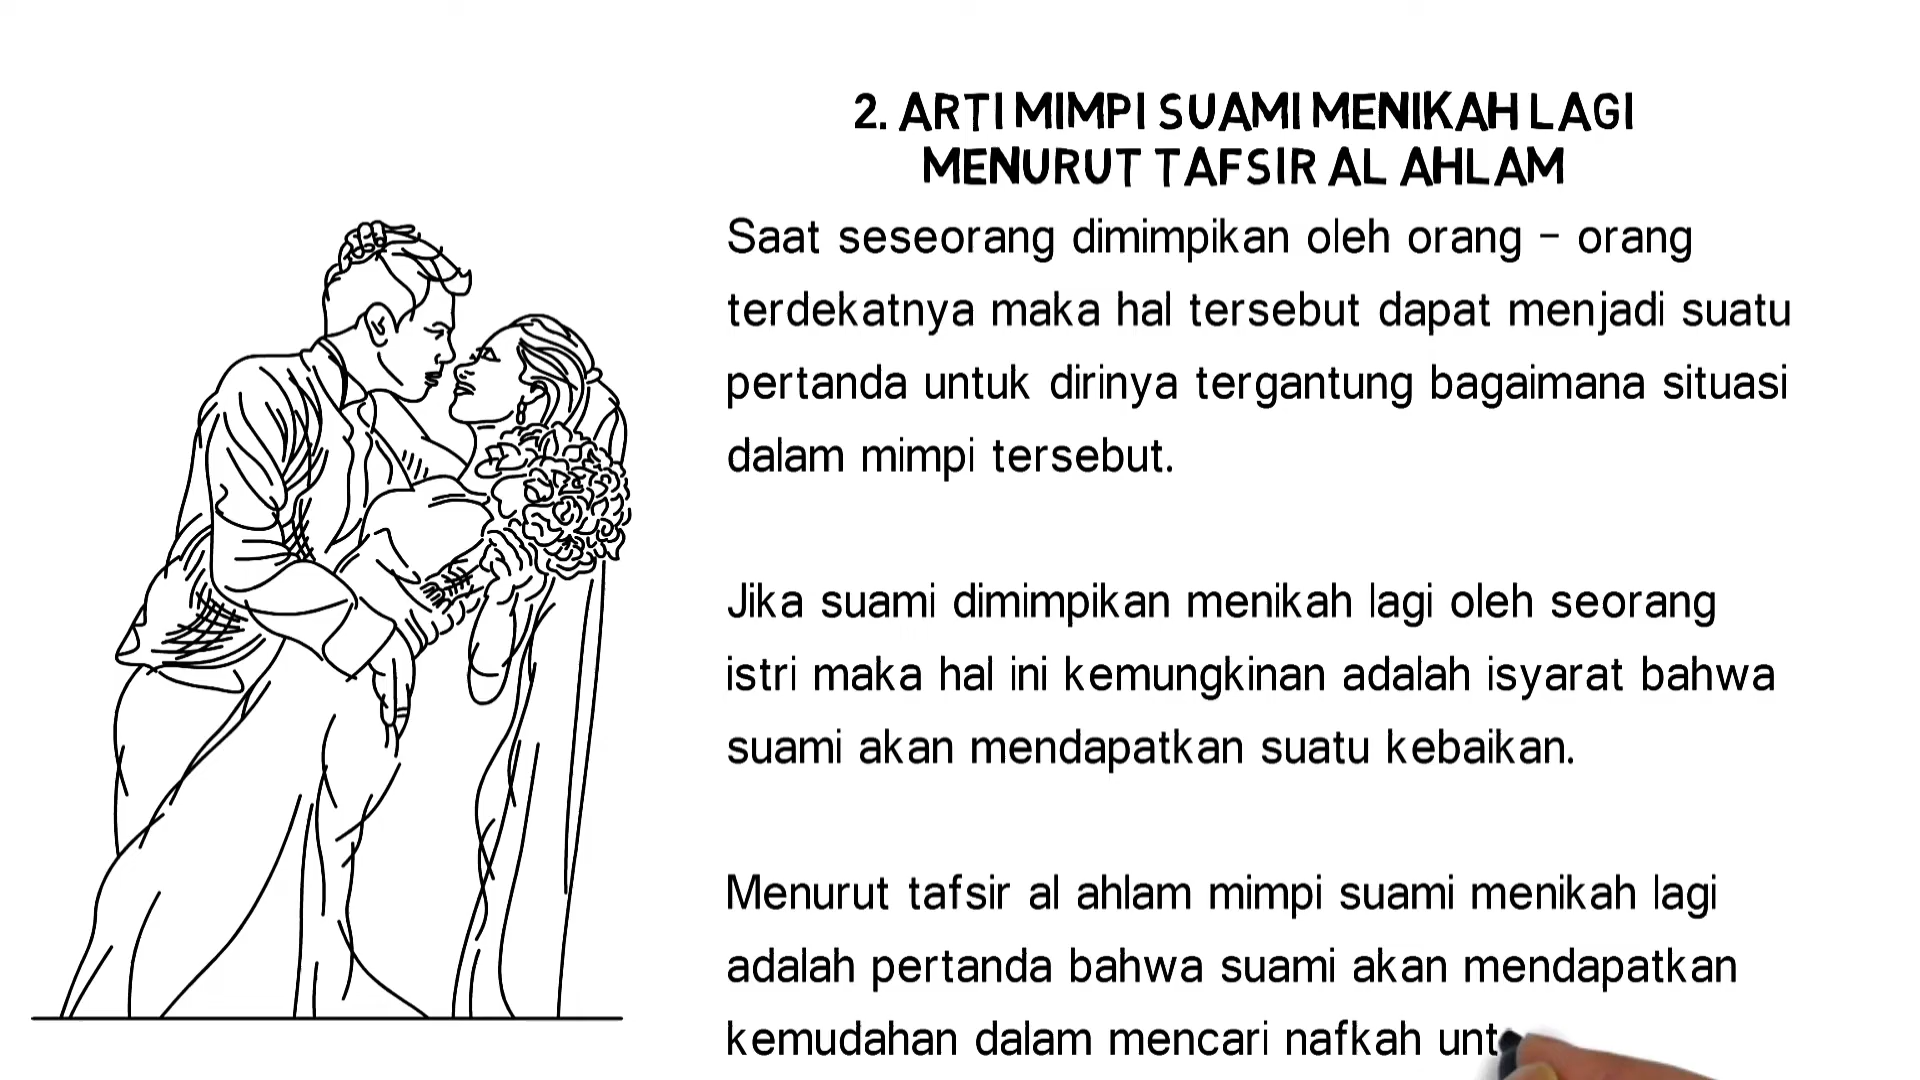 2. ARTI MIMPI SUAMI MENIKAH LAGI
MENURUT TAFSIR AL AHLAM
Saat seseorang dimimpikan oleh orang - orang
terdekatnya maka hal tersebut dapat menjadi suatu
pertanda untuk dirinya tergantung bagaimana situasi
dalam mimpi tersebut.
Jika suami dimimpikan menikah lagi oleh seorang
istri maka hal ini kemungkinan adalah isyarat bahwa
suami akan mendapatkan suatu kebaikan.
Menurut tafsir al ahlam mimpi suami menikah lagi
adalah pertanda bahwa suami akan mendapatkan
kemudahan dalam mencari nafkah unt